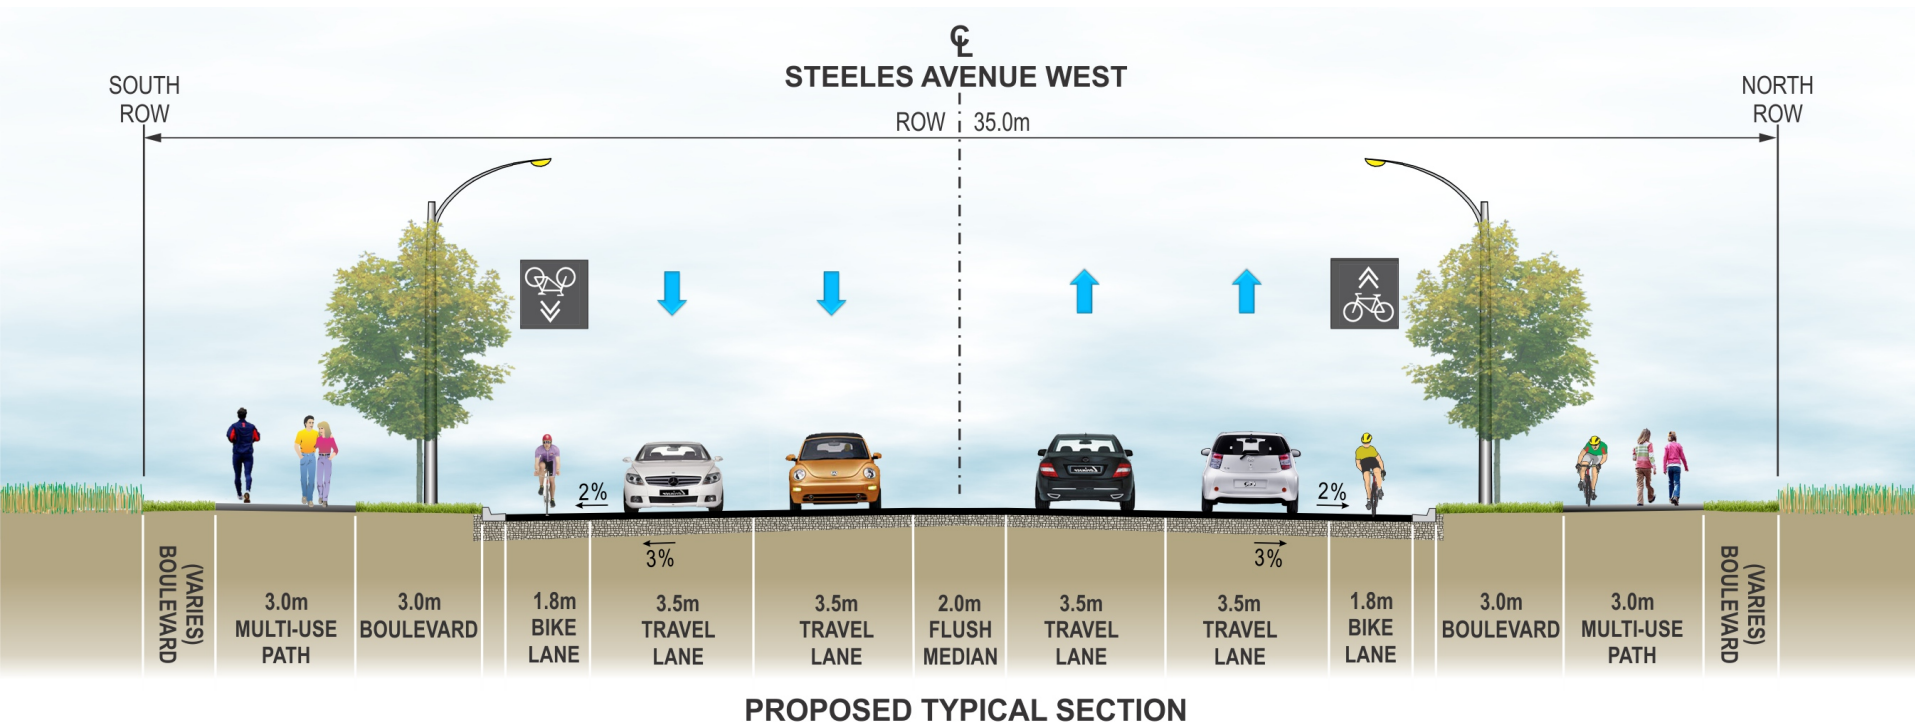 ℄
STEELES AVENUE WEST
SOUTH
ROW
NORTH
ROW
ROW 35.0m
2%
2%
3%
3%
BOULEVARD
(VARIES)
3.0m
MULTI-USE
PATH
3.0m
BOULEVARD
1.8m
BIKE
LANE
3.5m
TRAVEL
LANE
3.5m
TRAVEL
LANE
2.0m
FLUSH
MEDIAN
3.5m
TRAVEL
LANE
3.5m
TRAVEL
LANE
1.8m
BIKE
LANE
3.0m
BOULEVARD
3.0m
MULTI-USE
PATH
BOULEVARD
(VARIES)
PROPOSED TYPICAL SECTION